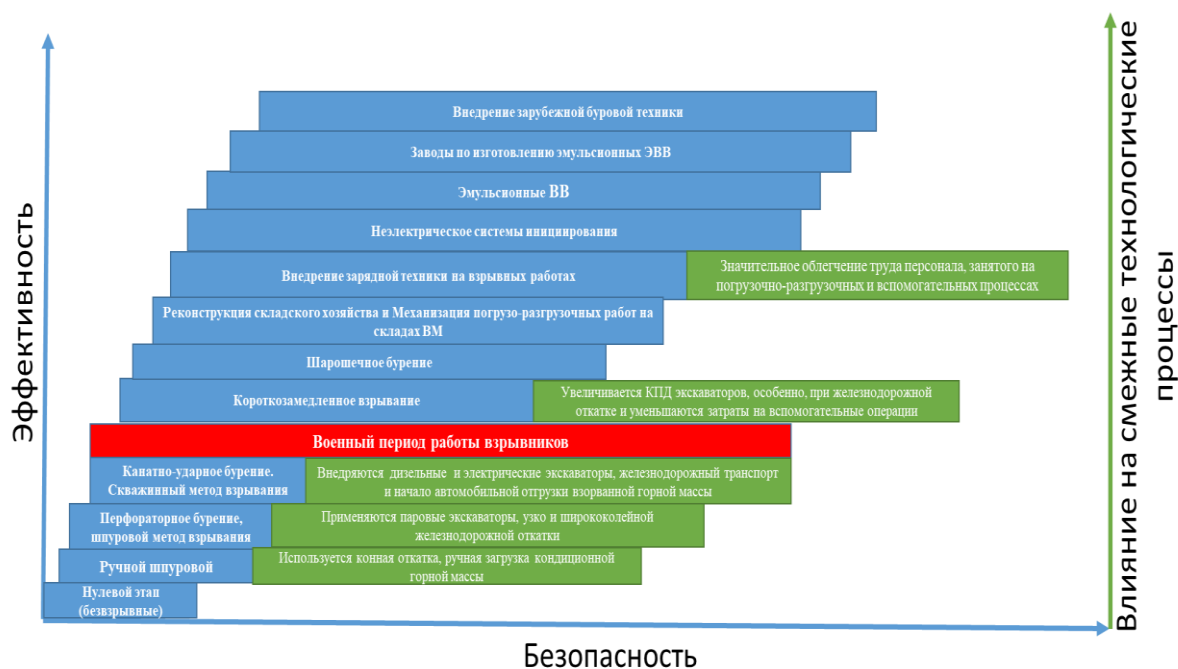 Эффективность
Внедрение зарубежной буровой техники
Заводы по изготовлению эмульсионных ЭВВ
Эмульсионные ВВ
Неэлектрическое системы инициирования
Внедрение зарядной техники на взрывных работах
Значительное облегчение труда персонала, занятого на
погрузочно-разгрузочных и вспомогательных процессах
Реконструкция складского хозяйства и Механизация погрузо-разгрузочных работ на
складах ВМ
Шарошечное бурение
Короткозамедленное взрывание
Увеличивается КПД экскаваторов, особенно, при железнодорожной
откатке и уменьшаются затраты на вспомогательные операции
Военный период работы взрывников
Канатно-ударное бурение.
Скважинный метод взрывания
Внедряются дизельные и электрические экскаваторы, железнодорожный транспорт
и начало автомобильной отгрузки взорванной горной массы
Перфораторное бурение,
шпуровой метод взрывания
Применяются паровые экскаваторы, узко и ширококолейной
железнодорожной откатки
Ручной шпуровой
Используется конная откатка, ручная загрузка кондиционной
горной массы
Нулевой этап
(безвзрывные)
Безопасность
Влияние на смежные технологические
процессы